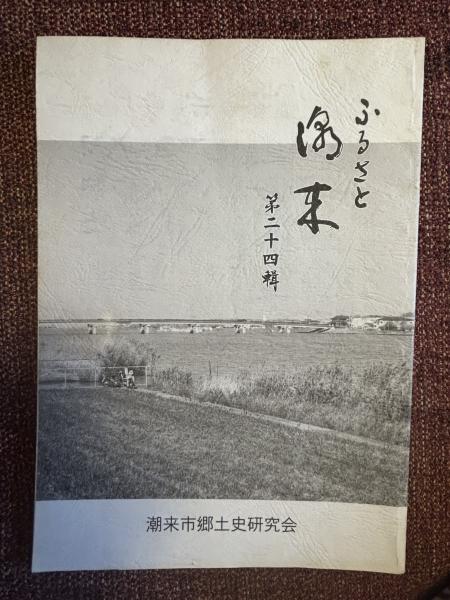 ふるさと
潮来
第二十四輯
潮来市郷土史研究会